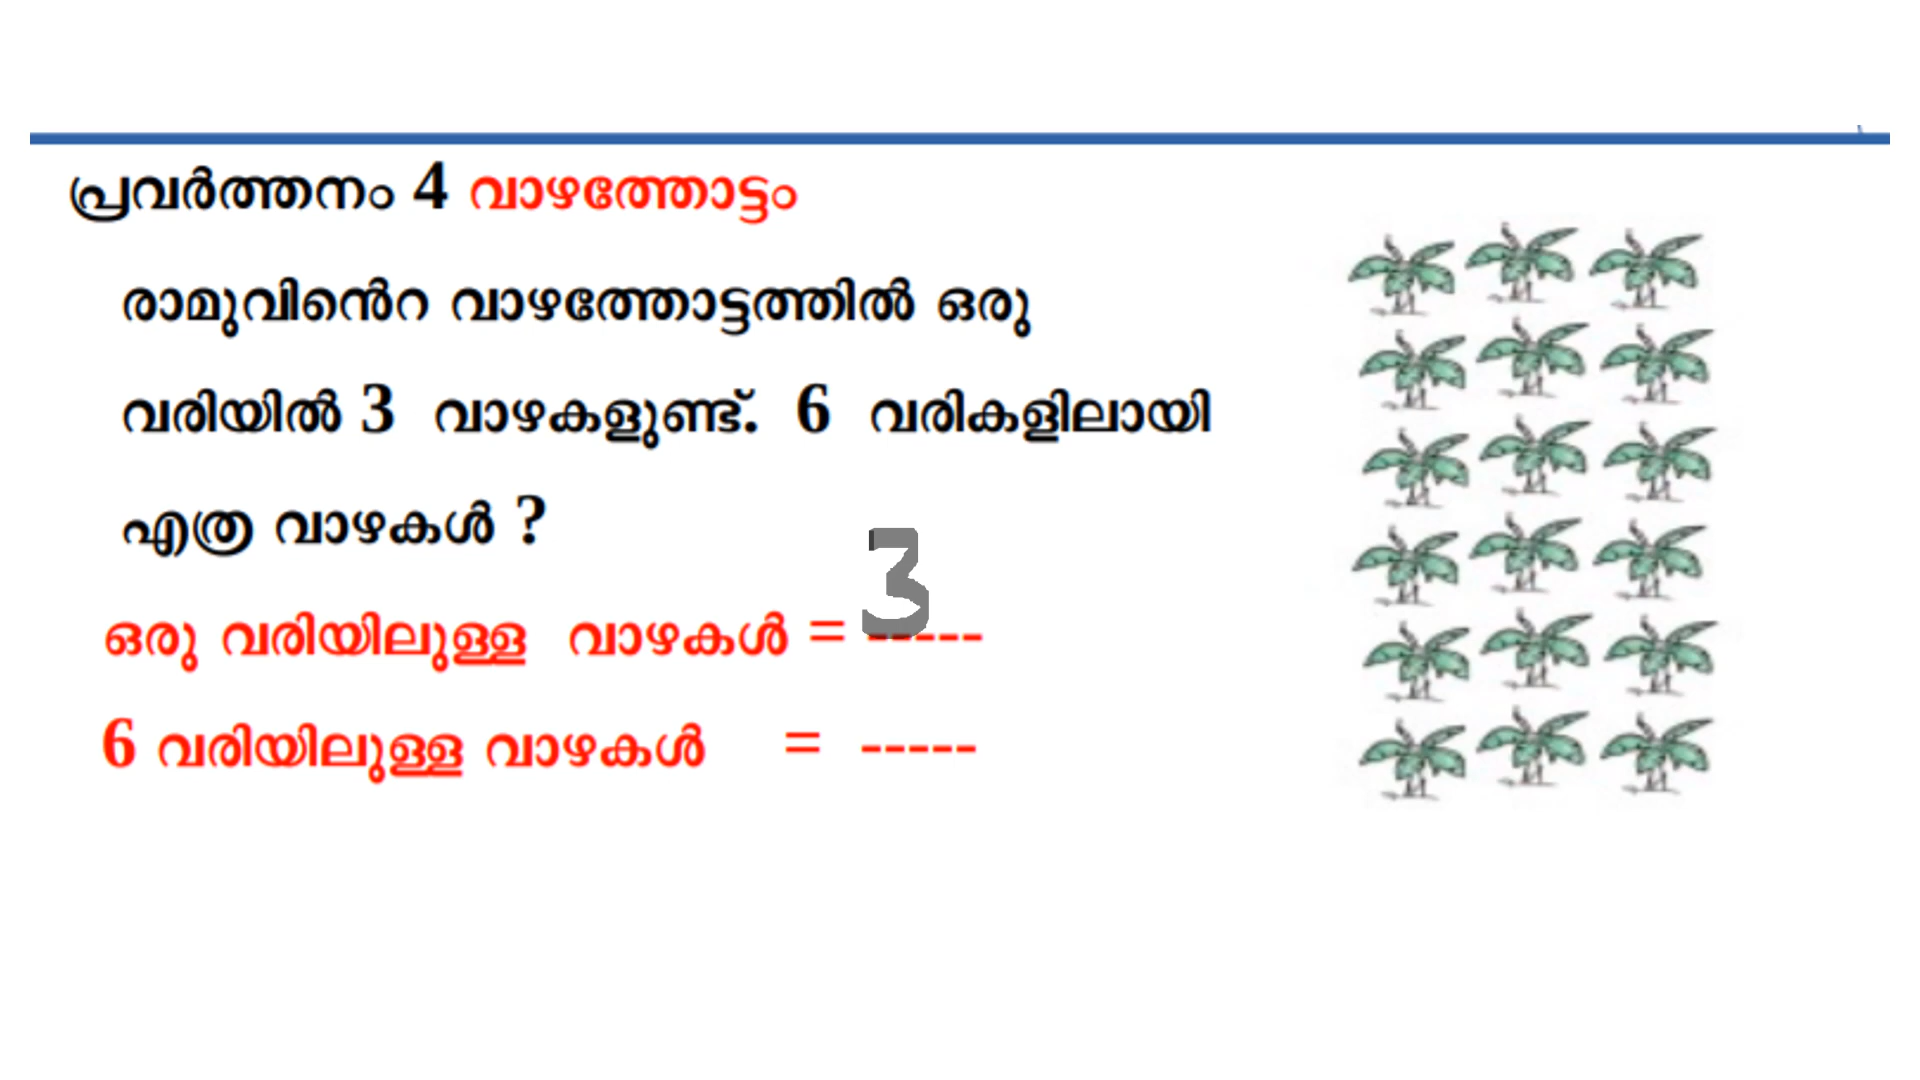 പ്രവർത്തനം 4 വാഴത്തോട്ടം
രാമുവിൻെറ വാഴത്തോട്ടത്തിൽ ഒരു
വരിയിൽ 3 വാഴകളുണ്ട്. 6 വരികളിലായി
എത്ര വാഴകൾ ?
ഒരു വരിയിലുള്ള വാഴകൾ = 3 -----
6 വരിയിലുള്ള വാഴകൾ = -----